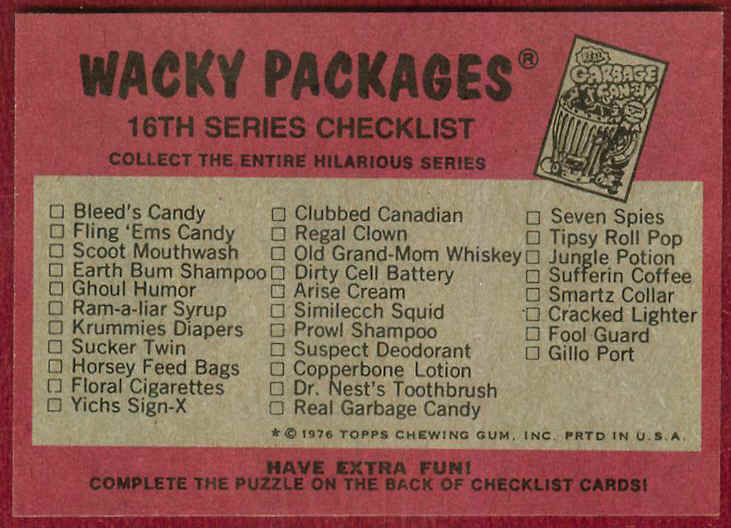 WACKY PACKAGES®
16TH SERIES CHECKLIST
COLLECT THE ENTIRE HILARIOUS SERIES
REAL
GARBAGE
CANDY
☐ Bleed's Candy
☐ Fling 'Ems Candy
☐ Scoot Mouthwash
☐ Earth Bum Shampoo
☐ Ghoul Humor
☐ Ram-a-liar Syrup
☐ Krummies Diapers
☐ Sucker Twin
☐ Horsey Feed Bags
☐ Floral Cigarettes
☐ Yichs Sign-X
☐ Clubbed Canadian
☐ Regal Clown
☐ Old Grand-Mom Whiskey
☐ Dirty Cell Battery
☐ Arise Cream
☐ Similecch Squid
☐ Prowl Shampoo
☐ Suspect Deodorant
☐ Copperbone Lotion
☐ Dr. Nest's Toothbrush
☐ Real Garbage Candy
☐ Seven Spies
☐ Tipsy Roll Pop
☐ Jungle Potion
☐ Sufferin Coffee
☐ Smartz Collar
☐ Cracked Lighter
☐ Fool Guard
☐ Gillo Port
* © 1976 TOPPS CHEWING GUM, INC. PRTD IN U.S.A.
HAVE EXTRA FUN!
COMPLETE THE PUZZLE ON THE BACK OF CHECKLIST CARDS!